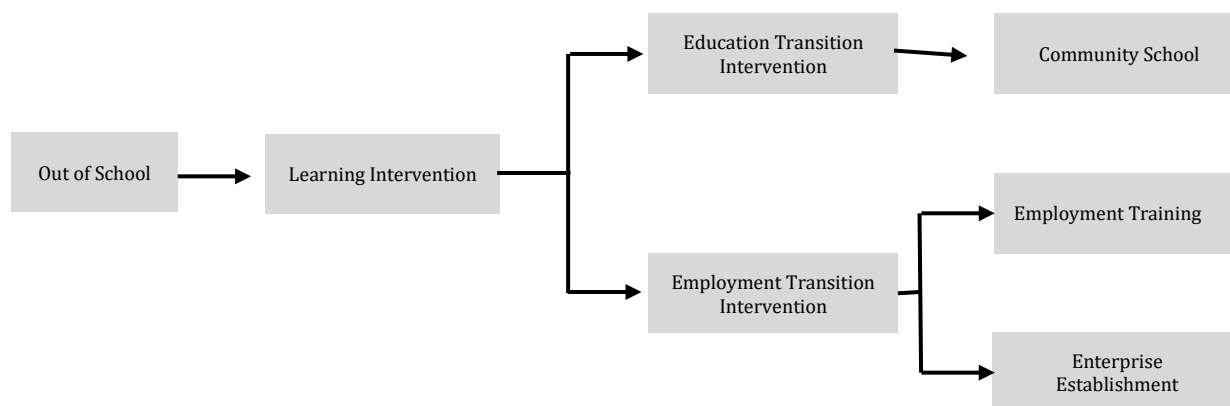 Out of School
Learning Intervention
Education Transition
Intervention
Community School
Employment Transition
Intervention
Employment Training
Enterprise
Establishment